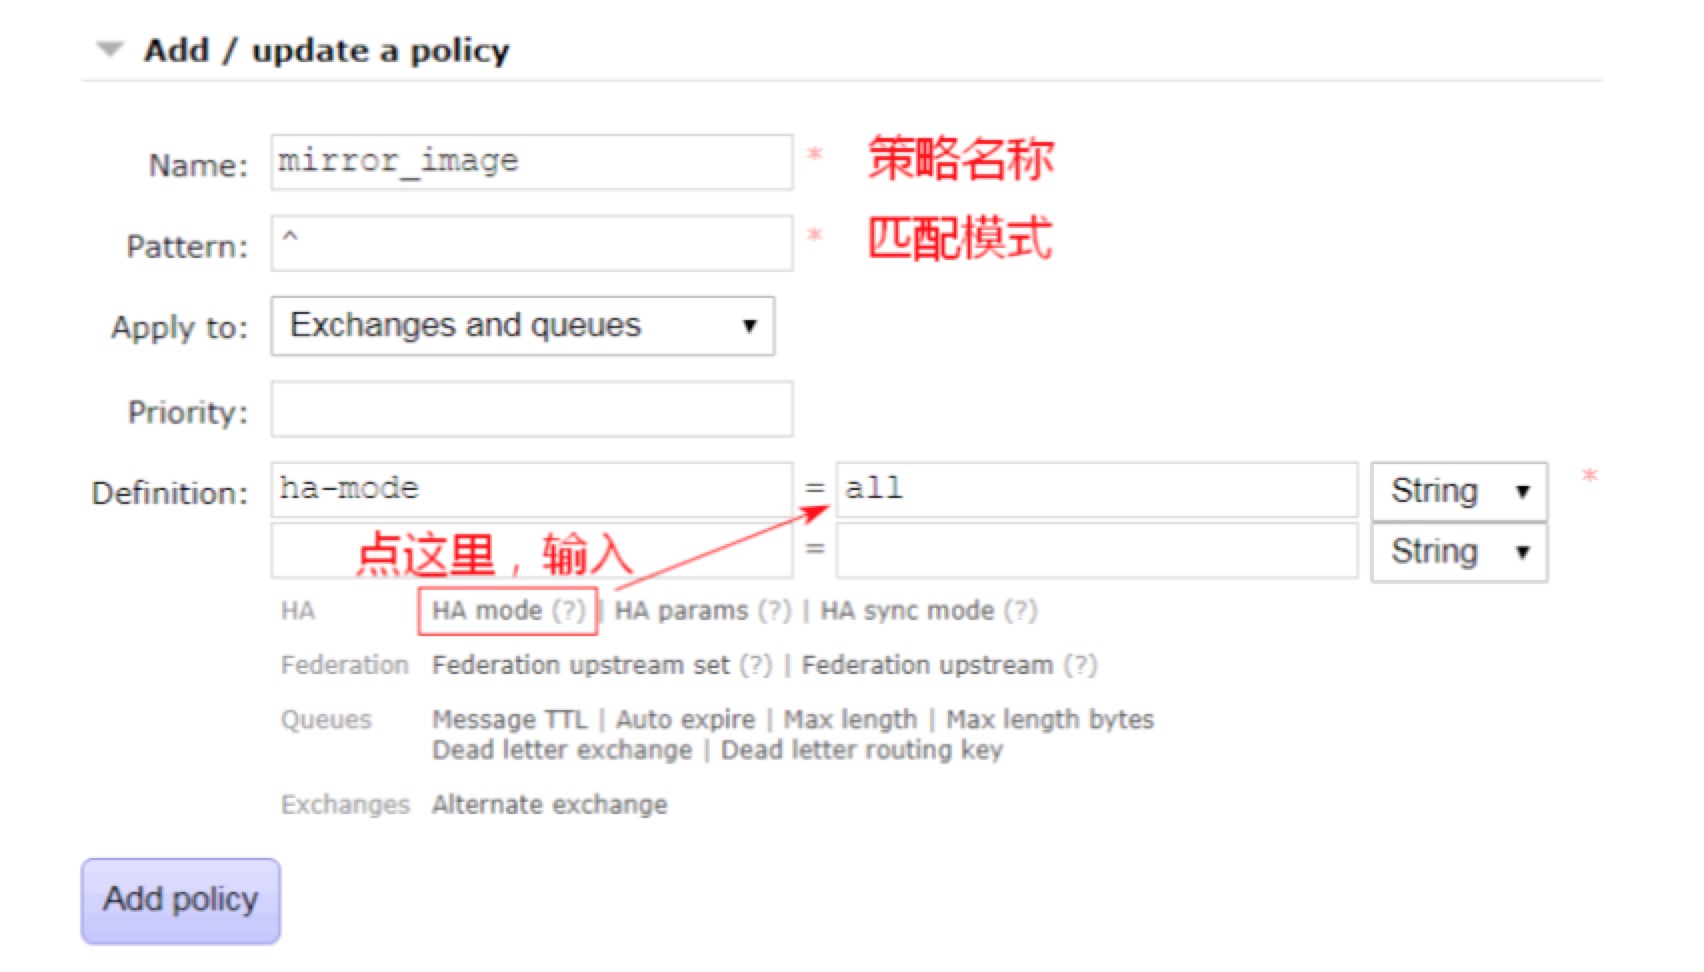 Add / update a policy
Name: mirror_image * 策略名称
Pattern: ^ * 匹配模式
Apply to: Exchanges and queues
Priority:
Definition: ha-mode = all String *
点这里，输入 = String
HA HA mode (?) | HA params (?) | HA sync mode (?)
Federation Federation upstream set (?) | Federation upstream (?)
Queues Message TTL | Auto expire | Max length | Max length bytes
Dead letter exchange | Dead letter routing key
Exchanges Alternate exchange
Add policy